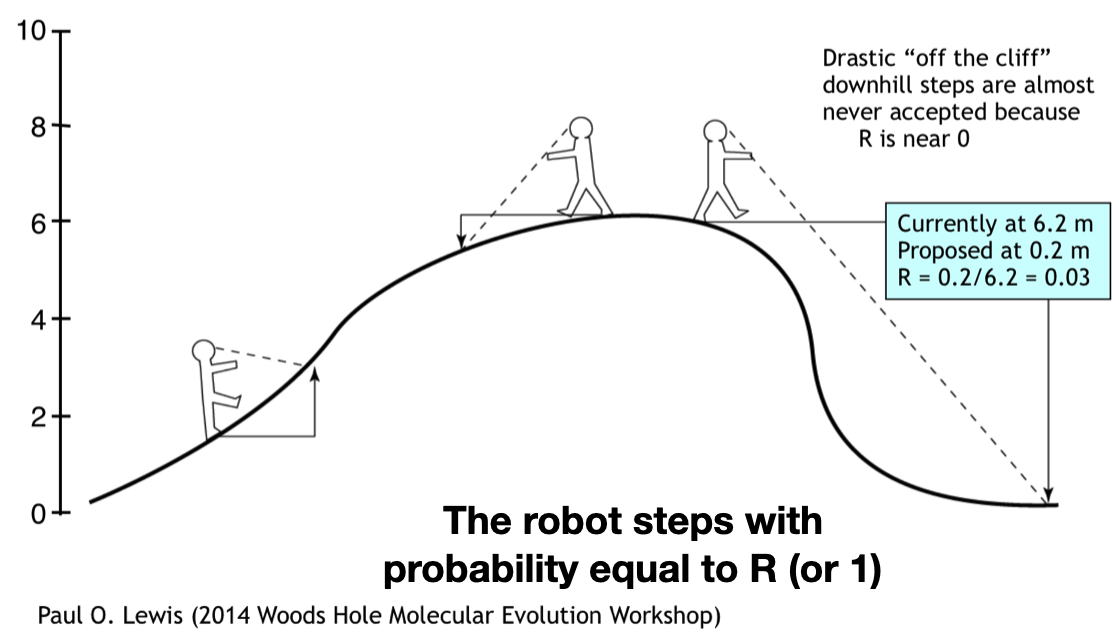 10
8
6
4
2
0
Drastic “off the cliff”
downhill steps are almost
never accepted because
R is near 0
Currently at 6.2 m
Proposed at 0.2 m
R = 0.2/6.2 = 0.03
The robot steps with
probability equal to R (or 1)
Paul O. Lewis (2014 Woods Hole Molecular Evolution Workshop)